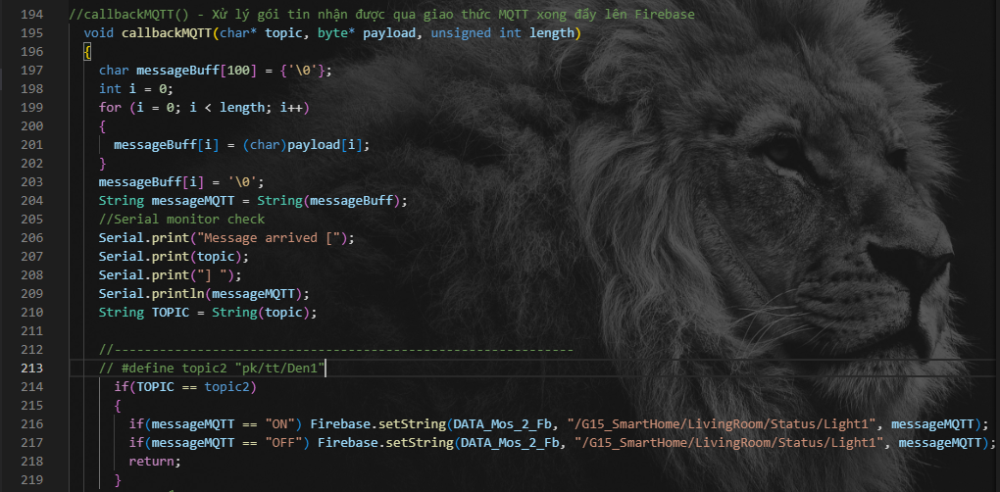 194 //callbackMQTT() - Xử lý gói tin nhận được qua giao thức MQTT xong đẩy lên Firebase
195 void callbackMQTT(char* topic, byte* payload, unsigned int length)
196 {
197 char messageBuff[100] = {'\0'};
198 int i = 0;
199 for (i = 0; i < length; i++)
200 {
201 messageBuff[i] = (char)payload[i];
202 }
203 messageBuff[i] = '\0';
204 String messageMQTT = String(messageBuff);
205 //Serial monitor check
206 Serial.print("Message arrived [");
207 Serial.print(topic);
208 Serial.print("] ");
209 Serial.println(messageMQTT);
210 String TOPIC = String(topic);
211
212 //--------------------------------------------------------------
213 // #define topic2 "pk/tt/Den1"
214 if(TOPIC == topic2)
215 {
216 if(messageMQTT == "ON") Firebase.setString(DATA_Mos_2_Fb, "/G15_SmartHome/LivingRoom/Status/Light1", messageMQTT);
217 if(messageMQTT == "OFF") Firebase.setString(DATA_Mos_2_Fb, "/G15_SmartHome/LivingRoom/Status/Light1", messageMQTT);
218 return;
219 }